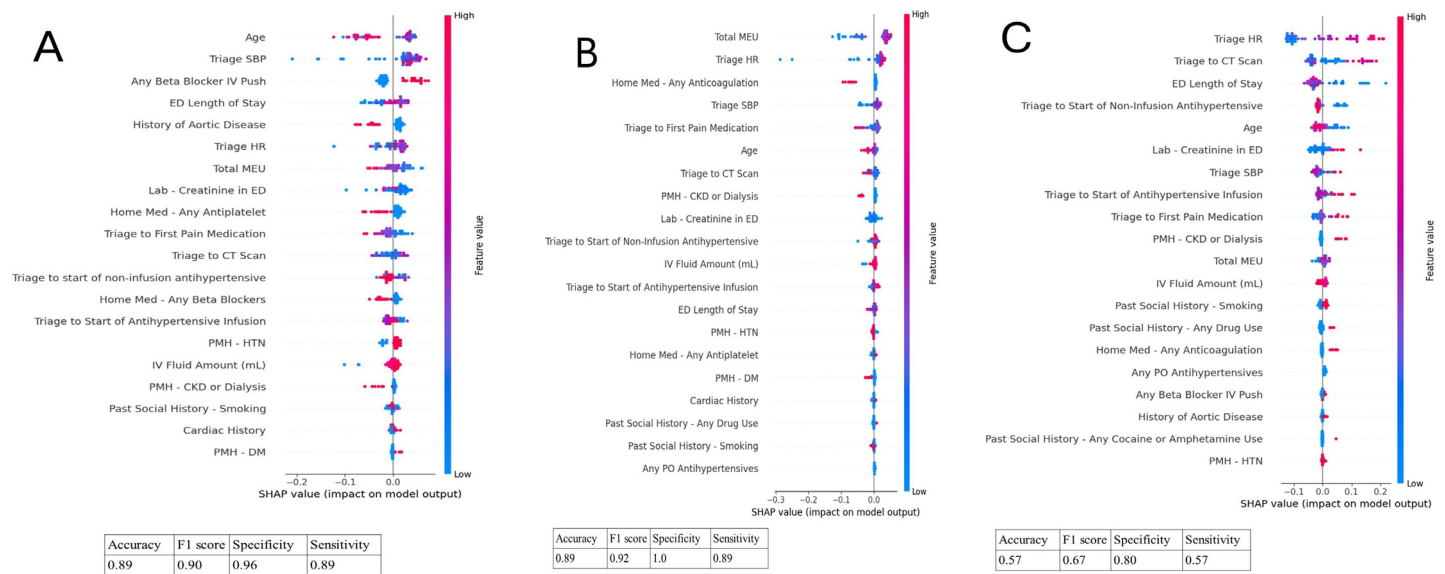 A
High
Age
Triage SBP
Any Beta Blocker IV Push
ED Length of Stay
History of Aortic Disease
Triage HR
Total MEU
Lab - Creatinine in ED
Home Med - Any Antiplatelet
Triage to First Pain Medication
Triage to CT Scan
Triage to start of non-infusion antihypertensive
Home Med - Any Beta Blockers
Triage to Start of Antihypertensive Infusion
PMH - HTN
IV Fluid Amount (mL)
PMH - CKD or Dialysis
Past Social History - Smoking
Cardiac History
PMH - DM
Feature value
Low
−0.2 −0.1 0.0
SHAP value (impact on model output)
Accuracy F1 score Specificity Sensitivity
0.89 0.90 0.96 0.89
B
High
Total MEU
Triage HR
Home Med - Any Anticoagulation
Triage SBP
Triage to First Pain Medication
Age
Triage to CT Scan
PMH - CKD or Dialysis
Lab - Creatinine in ED
Triage to Start of Non-Infusion Antihypertensive
IV Fluid Amount (mL)
Triage to Start of Antihypertensive Infusion
ED Length of Stay
PMH - HTN
Home Med - Any Antiplatelet
PMH - DM
Cardiac History
Past Social History - Any Drug Use
Past Social History - Smoking
Any PO Antihypertensives
Feature value
Low
−0.3 −0.2 −0.1 0.0
SHAP value (impact on model output)
Accuracy F1 score Specificity Sensitivity
0.89 0.92 1.0 0.89
C
High
Triage HR
Triage to CT Scan
ED Length of Stay
Triage to Start of Non-Infusion Antihypertensive
Age
Lab - Creatinine in ED
Triage SBP
Triage to Start of Antihypertensive Infusion
Triage to First Pain Medication
PMH - CKD or Dialysis
Total MEU
IV Fluid Amount (mL)
Past Social History - Smoking
Past Social History - Any Drug Use
Home Med - Any Anticoagulation
Any PO Antihypertensives
Any Beta Blocker IV Push
History of Aortic Disease
Past Social History - Any Cocaine or Amphetamine Use
PMH - HTN
Feature value
Low
−0.1 0.0 0.1 0.2
SHAP value (impact on model output)
Accuracy F1 score Specificity Sensitivity
0.57 0.67 0.80 0.57